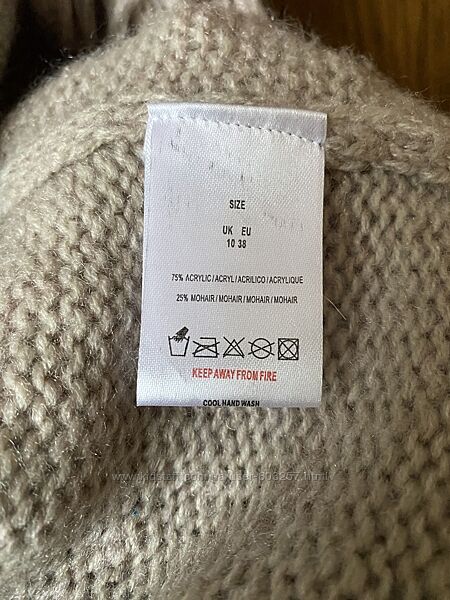 SIZE
UK EU
10 38
75% ACRYLIC / ACRYL / ACRILICO / ACRYLIQUE
25% MOHAIR / MOHAIR / MOHAIR / MOHAIR
KEEP AWAY FROM FIRE
COOL HAND WASH